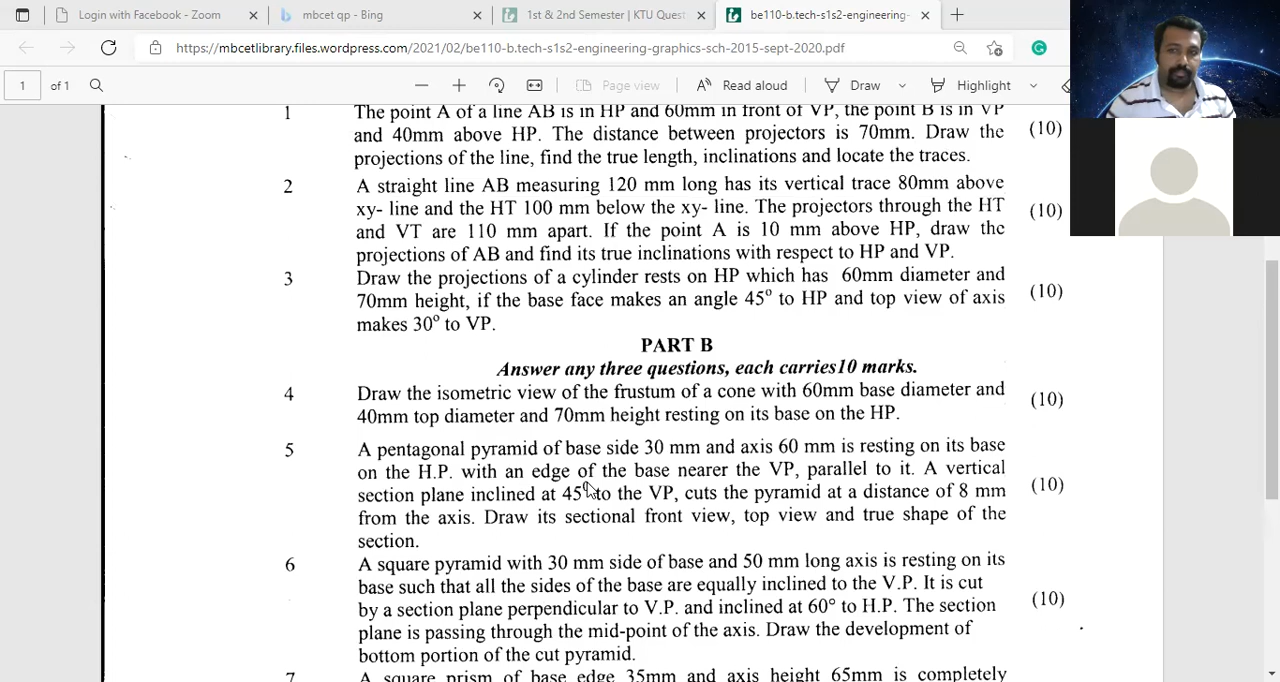 Login with Facebook - Zoom
mbcet qp - Bing
1st & 2nd Semester | KTU Quest
be110-b.tech-s1s2-engineering-
https://mbcetlibrary.files.wordpress.com/2021/02/be110-b.tech-s1s2-engineering-graphics-sch-2015-sept-2020.pdf
1 of 1 Page view Read aloud Draw Highlight
1 The point A of a line AB is in HP and 60mm in front of VP, the point B is in VP
and 40mm above HP. The distance between projectors is 70mm. Draw the (10)
projections of the line, find the true length, inclinations and locate the traces.
2 A straight line AB measuring 120 mm long has its vertical trace 80mm above
xy- line and the HT 100 mm below the xy- line. The projectors through the HT (10)
and VT are 110 mm apart. If the point A is 10 mm above HP, draw the
projections of AB and find its true inclinations with respect to HP and VP.
3 Draw the projections of a cylinder rests on HP which has 60mm diameter and
70mm height, if the base face makes an angle 45° to HP and top view of axis (10)
makes 30° to VP.
PART B
Answer any three questions, each carries10 marks.
4 Draw the isometric view of the frustum of a cone with 60mm base diameter and (10)
40mm top diameter and 70mm height resting on its base on the HP.
5 A pentagonal pyramid of base side 30 mm and axis 60 mm is resting on its base
on the H.P. with an edge of the base nearer the VP, parallel to it. A vertical
section plane inclined at 45° to the VP, cuts the pyramid at a distance of 8 mm (10)
from the axis. Draw its sectional front view, top view and true shape of the
section.
6 A square pyramid with 30 mm side of base and 50 mm long axis is resting on its
base such that all the sides of the base are equally inclined to the V.P. It is cut
by a section plane perpendicular to V.P. and inclined at 60° to H.P. The section (10)
plane is passing through the mid-point of the axis. Draw the development of
bottom portion of the cut pyramid.
7 A square prism of base edge 35mm and axis height 65mm is completely